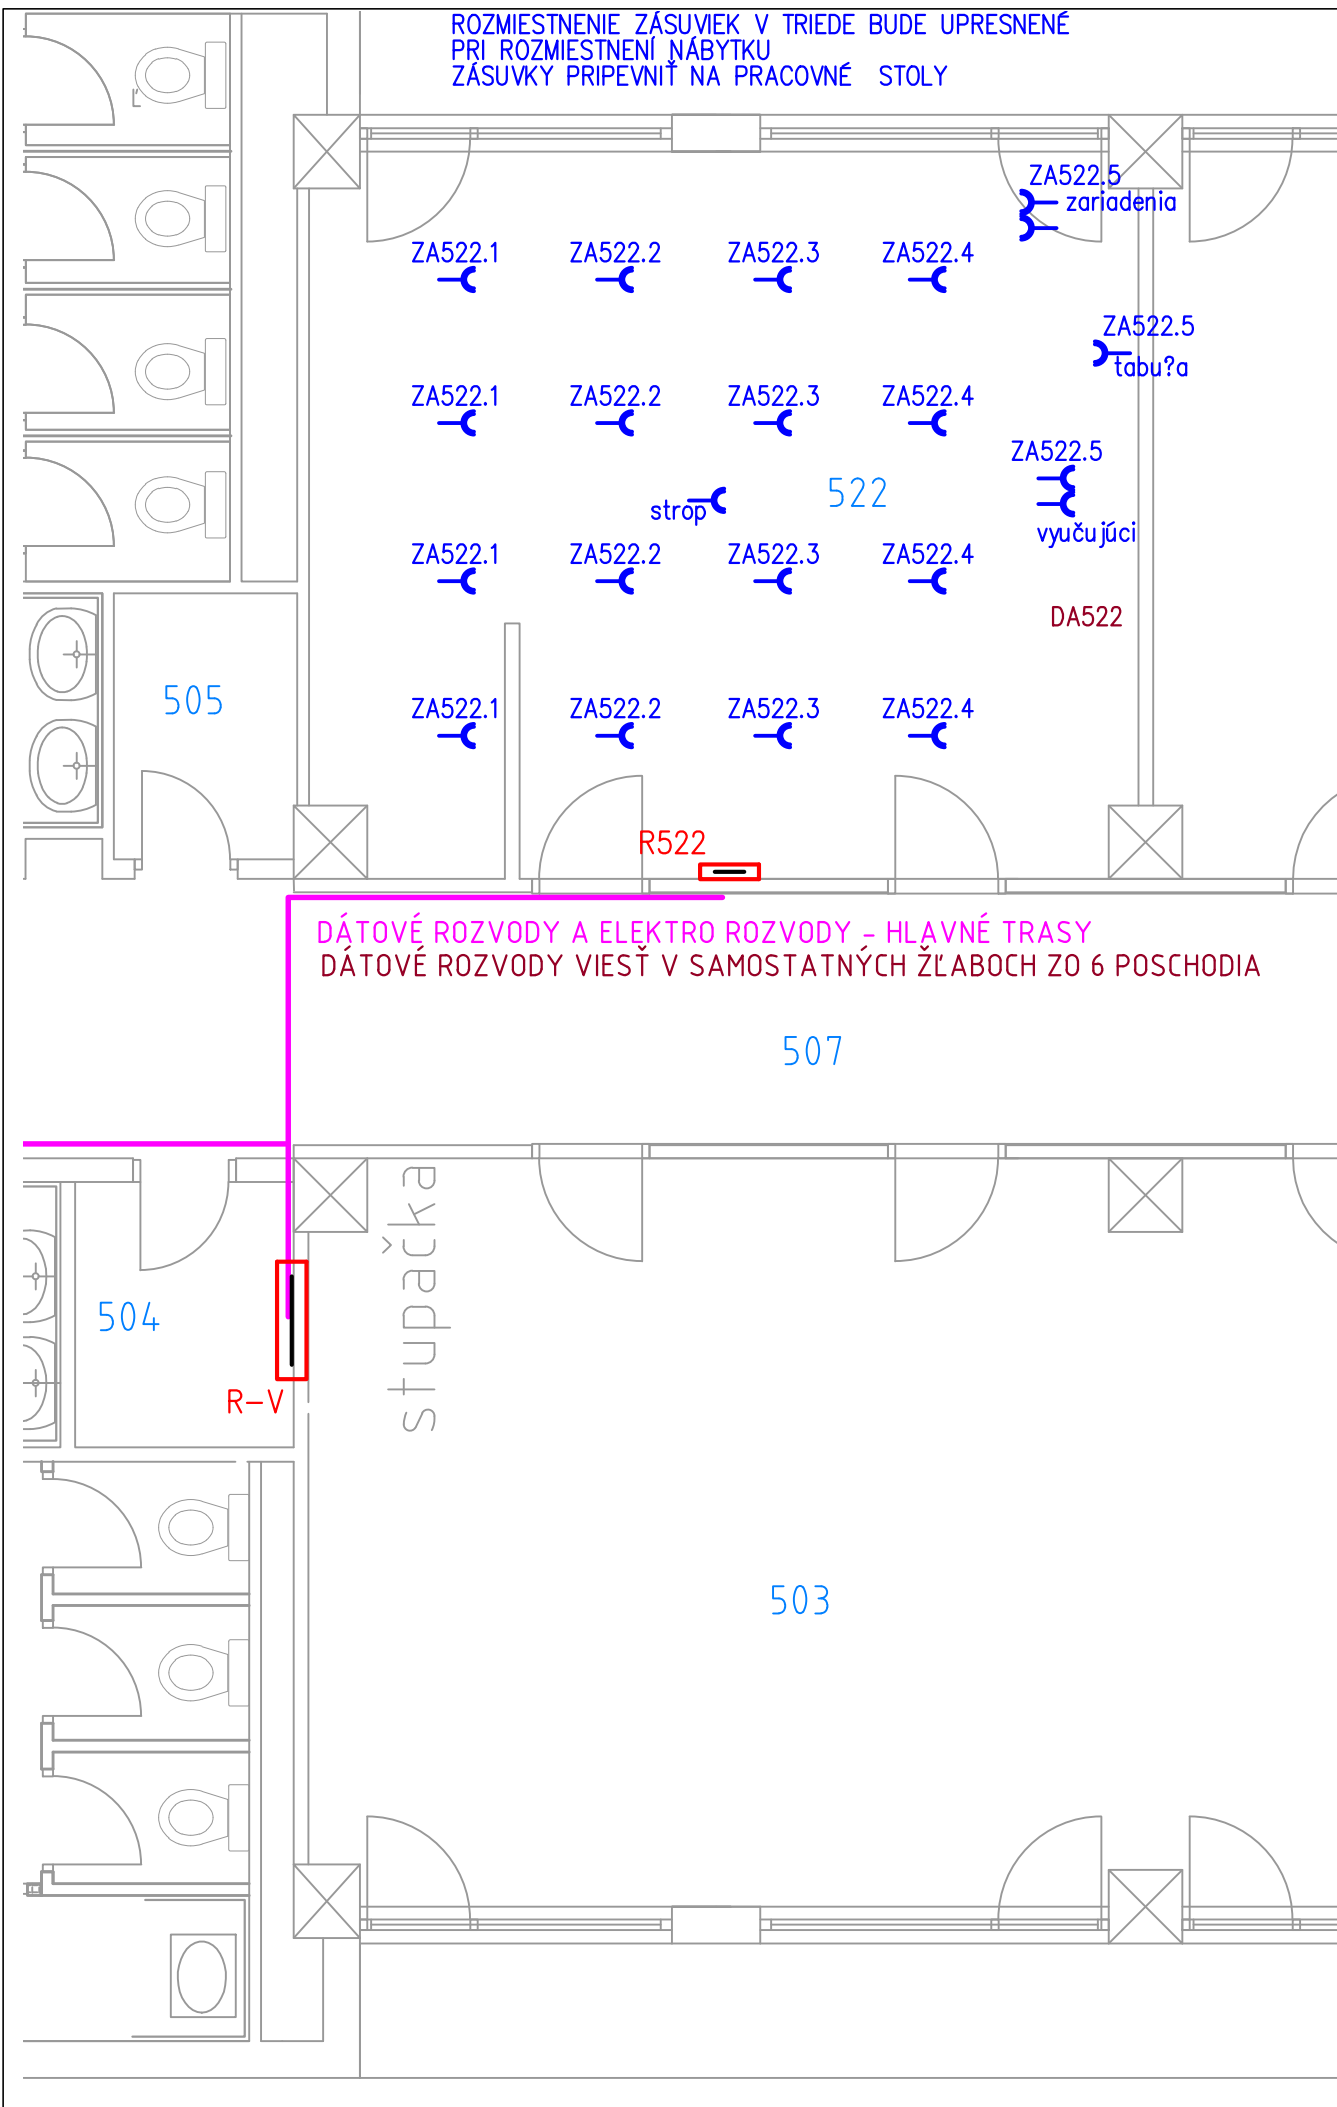 ROZMIESTNENIE ZÁSUVIEK V TRIEDE BUDE UPRESNENÉ
PRI ROZMIESTNENÍ NÁBYTKU
ZÁSUVKY PRIPEVNIŤ NA PRACOVNÉ STOLY
Ľ
ZA522.5
zariadenia
ZA522.1 ZA522.2 ZA522.3 ZA522.4
ZA522.5
tabu?a
ZA522.1 ZA522.2 ZA522.3 ZA522.4
ZA522.5
522
strop
vyučujúci
ZA522.1 ZA522.2 ZA522.3 ZA522.4
DA522
505
ZA522.1 ZA522.2 ZA522.3 ZA522.4
R522
DÁTOVÉ ROZVODY A ELEKTRO ROZVODY - HLAVNÉ TRASY
DÁTOVÉ ROZVODY VIESŤ V SAMOSTATNÝCH ŽĽABOCH ZO 6 POSCHODIA
507
stupačka
504
R-V
503